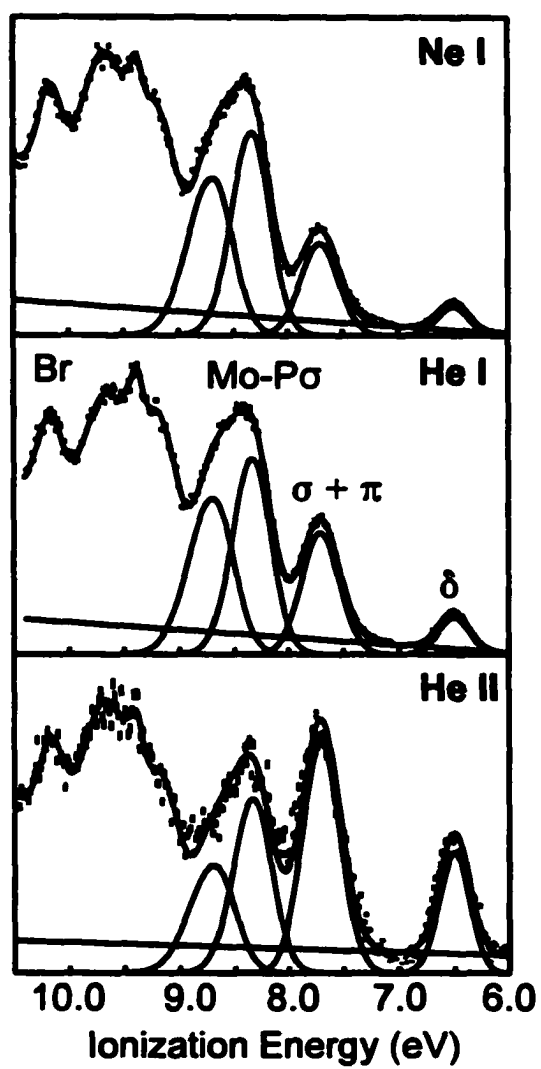 Ne I
Br
Mo-Pσ
He I
σ + π
δ
He II
10.0 9.0 8.0 7.0 6.0
Ionization Energy (eV)